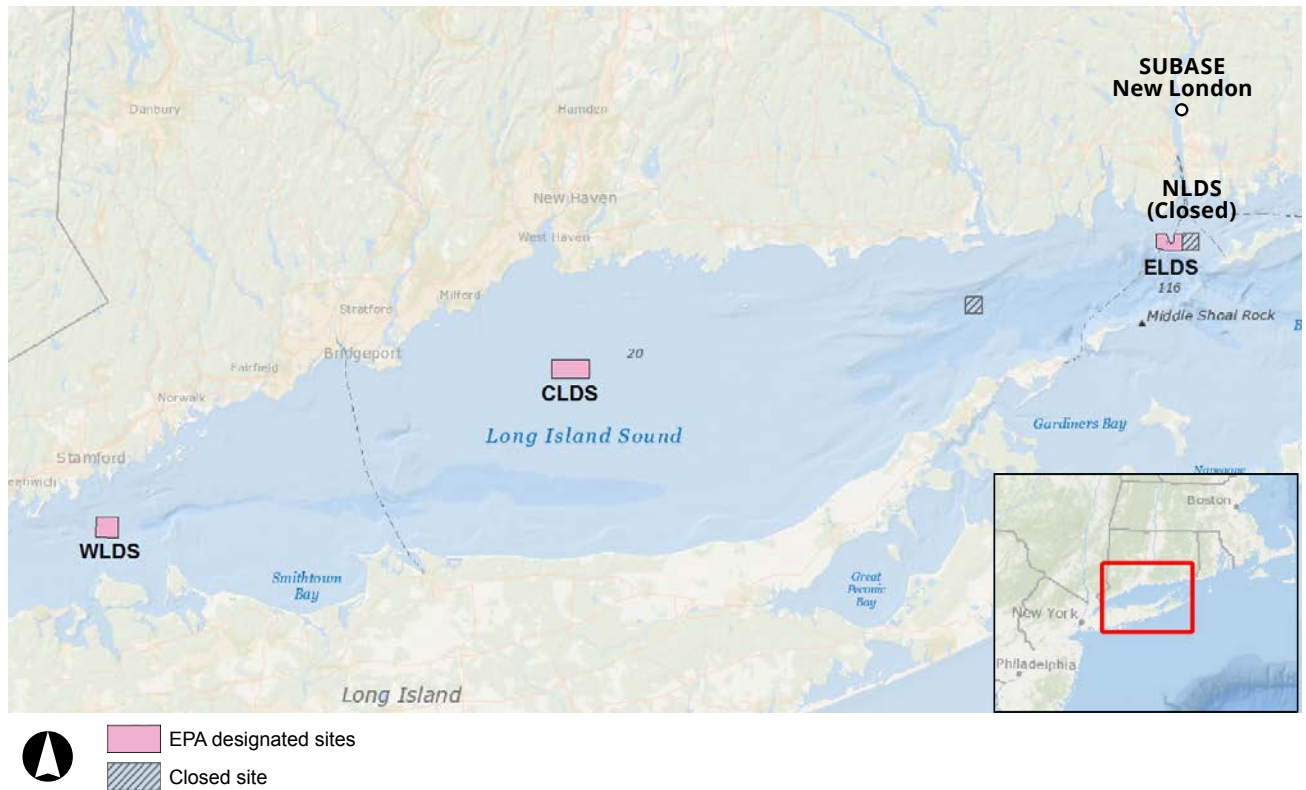 SUBASE
New London
Danbury
Hamden
New Haven
NLDS
(Closed)
West Haven
ELDS
116
Milford
Stratford
Middle Shoal Rock
B
Bridgeport
20
Fairfield
CLDS
Norwalk
Gardiners Bay
Long Island Sound
Stamford
Boston
WLDS
Smithtown
Bay
Great
Peconic
Bay
New York
Philadelphia
Long Island
EPA designated sites
Closed site